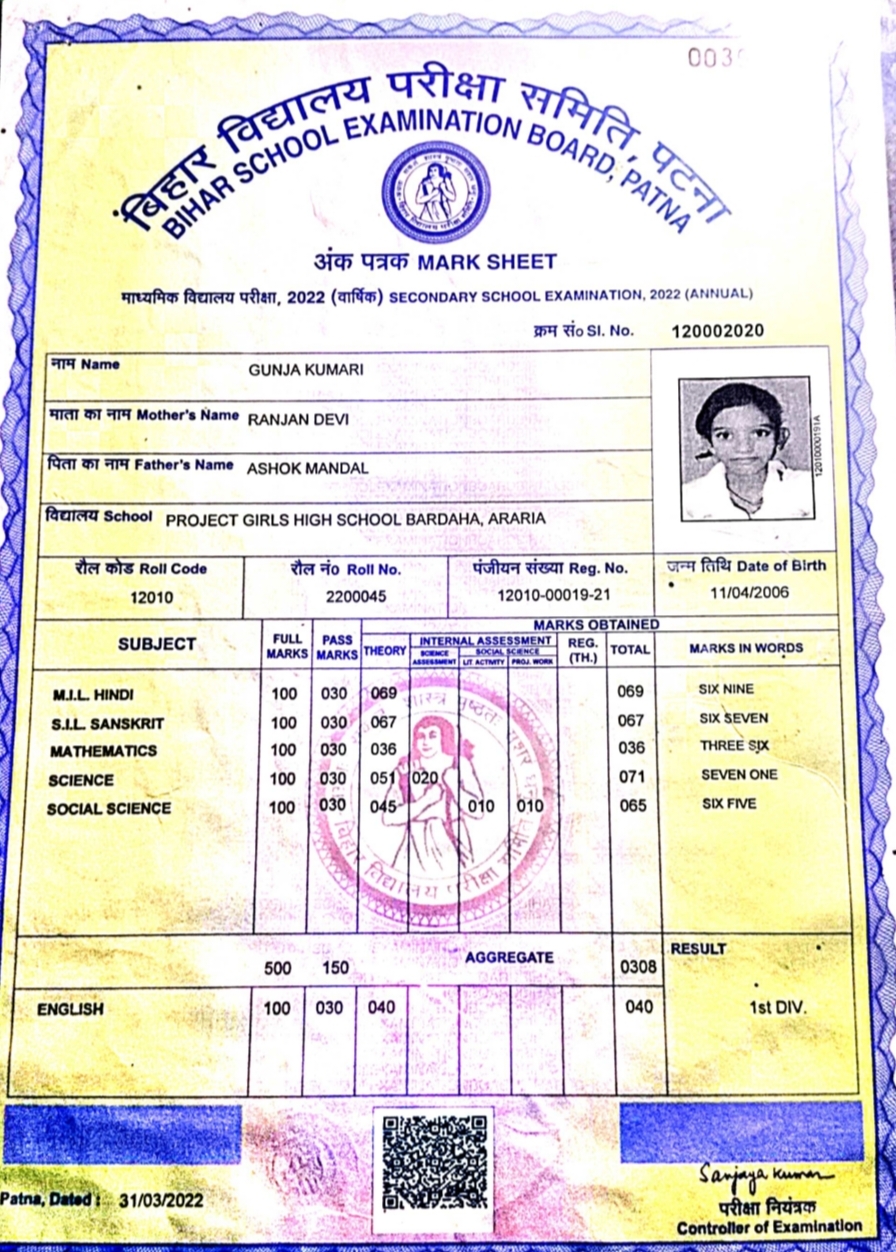 003
बिहार विद्यालय परीक्षा समिति, पटना
BIHAR SCHOOL EXAMINATION BOARD, PATNA
अंक पत्रक MARK SHEET
माध्यमिक विद्यालय परीक्षा, 2022 (वार्षिक) SECONDARY SCHOOL EXAMINATION, 2022 (ANNUAL)
क्रम सं० Sl. No. 120002020
नाम Name GUNJA KUMARI
माता का नाम Mother's Name RANJAN DEVI
पिता का नाम Father's Name ASHOK MANDAL
विद्यालय School PROJECT GIRLS HIGH SCHOOL BARDAHA, ARARIA
12010000191A
रौल कोड Roll Code रौल नं० Roll No. पंजीयन संख्या Reg. No. जन्म तिथि Date of Birth
12010 2200045 12010-00019-21 11/04/2006
MARKS OBTAINED
SUBJECT FULL MARKS PASS MARKS THEORY INTERNAL ASSESSMENT REG. (TH.) TOTAL MARKS IN WORDS
SCIENCE ASSESSMENT SOCIAL SCIENCE LIT. ACTIVITY PROJ. WORK
M.I.L. HINDI 100 030 069 069 SIX NINE
S.I.L. SANSKRIT 100 030 067 067 SIX SEVEN
MATHEMATICS 100 030 036 036 THREE SIX
SCIENCE 100 030 051 020 071 SEVEN ONE
SOCIAL SCIENCE 100 030 045 010 010 065 SIX FIVE
बिहार विद्यालय परीक्षा समिति
500 150 AGGREGATE 0308 RESULT
ENGLISH 100 030 040 040 1st DIV.
Sanjaya Kumar
Patna, Dated : 31/03/2022
परीक्षा नियंत्रक
Controller of Examination